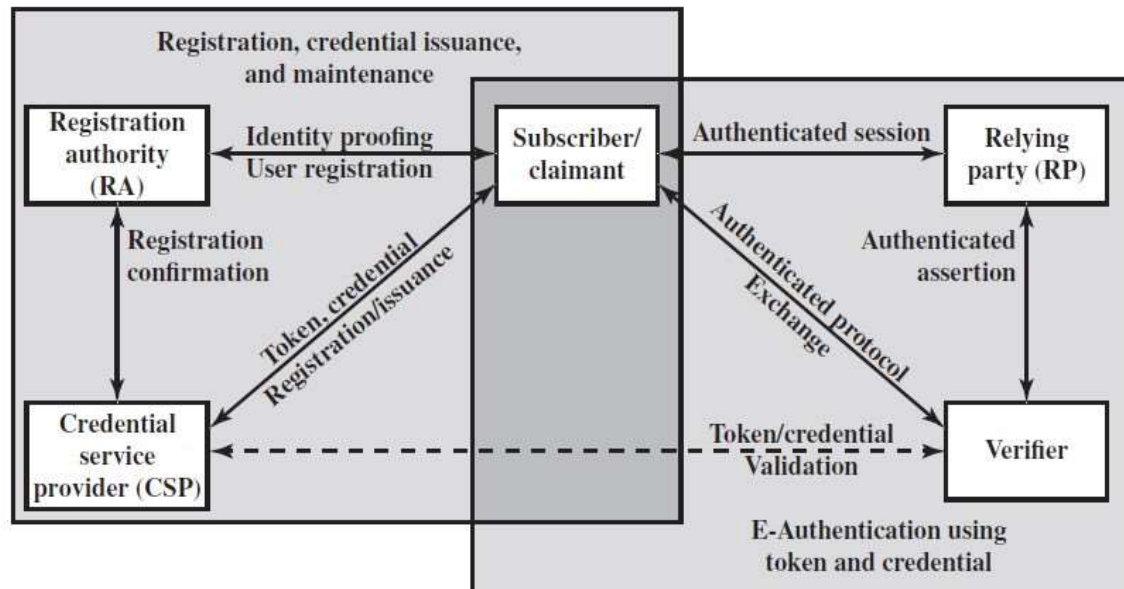 Registration, credential issuance,
and maintenance
Registration
authority
(RA)
Identity proofing
User registration
Subscriber/
claimant
Authenticated session
Relying
party (RP)
Registration
confirmation
Token, credential
Registration/issuance
Authenticated protocol
Exchange
Authenticated
assertion
Credential
service
provider (CSP)
Token/credential
Validation
Verifier
E-Authentication using
token and credential